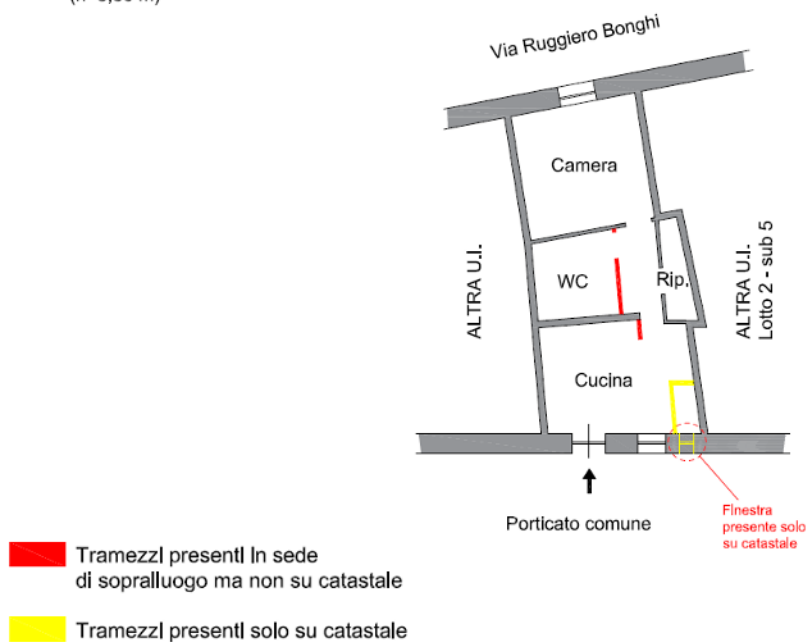 Via Ruggiero Bonghi
Camera
ALTRA U.I.
WC
Rip.
ALTRA U.I.
Lotto 2 - sub 5
Cucina
Porticato comune
Finestra
presente solo
su catastale
Tramezzi presenti in sede
di sopralluogo ma non su catastale
Tramezzi presenti solo su catastale